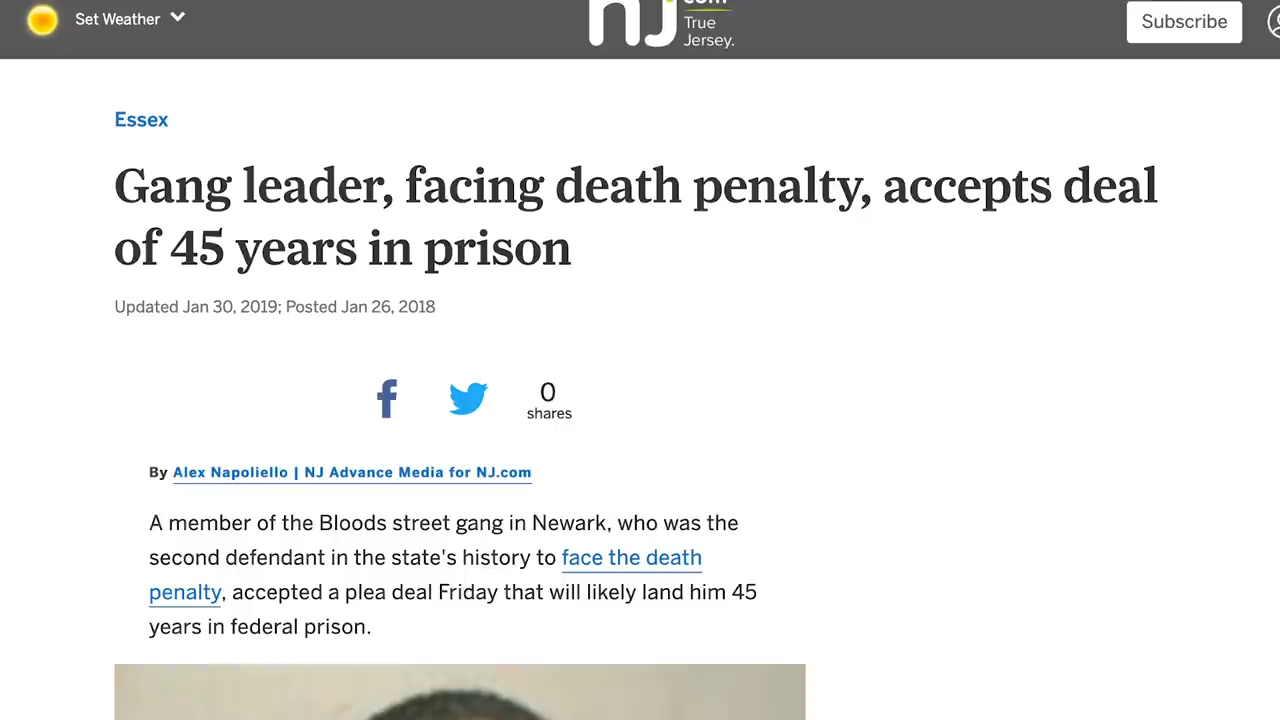 Set Weather
nj
.com
True
Jersey.
Subscribe
Essex
Gang leader, facing death penalty, accepts deal
of 45 years in prison
Updated Jan 30, 2019; Posted Jan 26, 2018
0
shares
By Alex Napoliello | NJ Advance Media for NJ.com
A member of the Bloods street gang in Newark, who was the
second defendant in the state's history to face the death
penalty, accepted a plea deal Friday that will likely land him 45
years in federal prison.